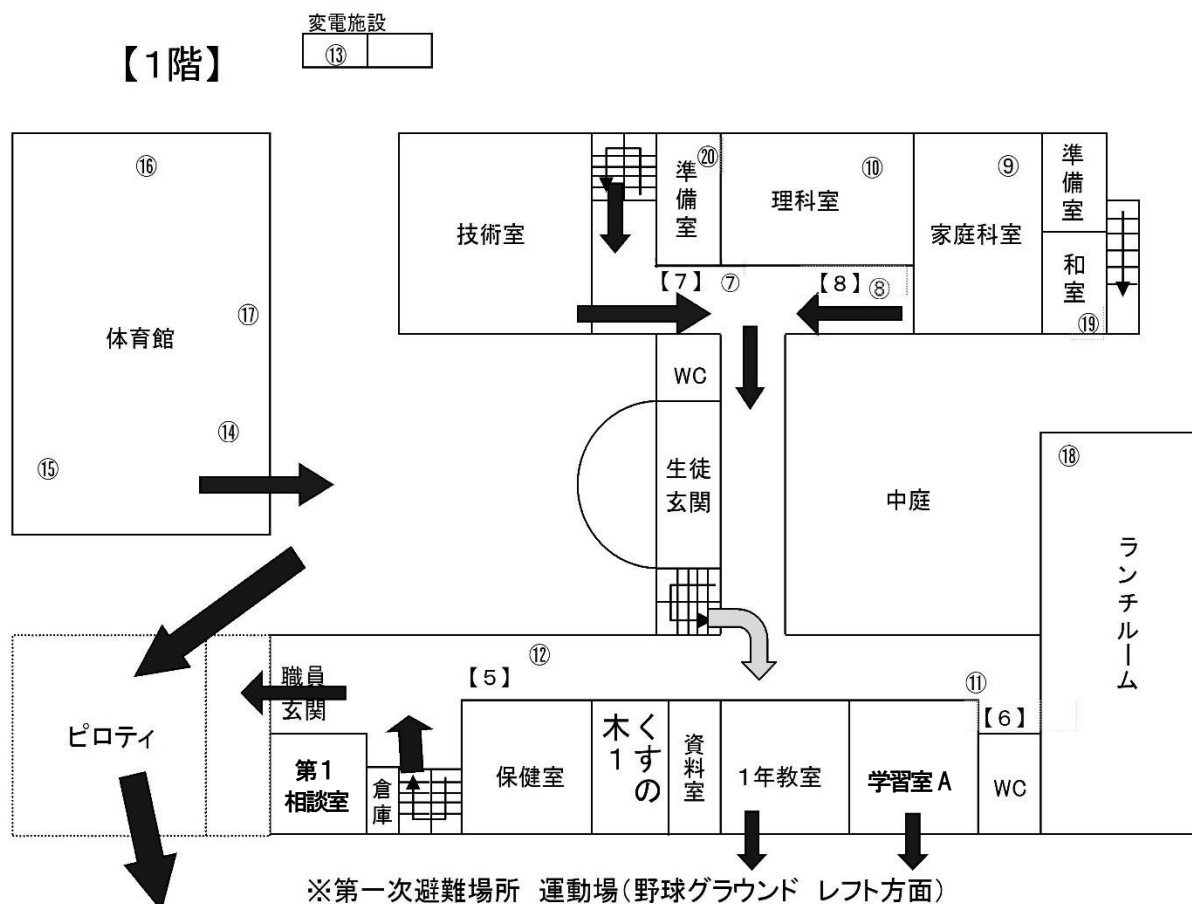 変電施設
【1階】
⑬
⑯
⑳
⑩
⑨
準備室
準備室
理科室
家庭科室
技術室
和室
⑰
【7】
⑦
【8】
⑧
⑲
体育館
WC
⑭
⑮
生徒
玄関
中庭
⑱
ランチルーム
⑫
職員
玄関
【5】
⑪
【6】
ピロティ
第1
相談室
倉庫
保健室
くすの
木1
資料室
1年教室
学習室 A
WC
※第一次避難場所 運動場(野球グラウンド レフト方面)